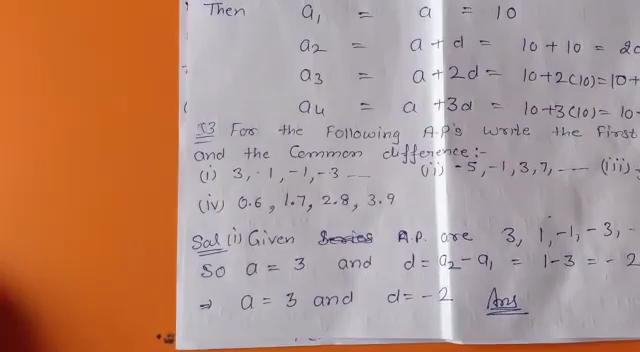 Then a₁ = a = 10
a₂ = a + d = 10 + 10 = 20
a₃ = a + 2d = 10 + 2(10) = 10 +
a₄ = a + 3d = 10 + 3(10) = 10
Q3 For the Following A.P's write the First
and the Common difference :-
(i) 3, 1, -1, -3 .... (ii) -5, -1, 3, 7, .... (iii)
(iv) 0.6, 1.7, 2.8, 3.9
Sol (i) Given A.P. are 3, 1, -1, -3, -
So a = 3 and d = a₂ - a₁ = 1 - 3 = - 2
⇒ a = 3 and d = - 2 Ans